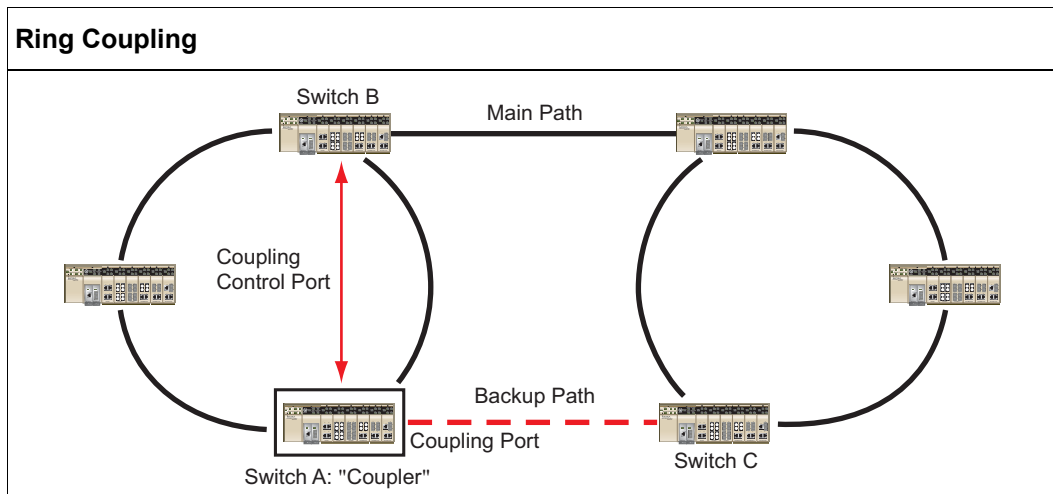 Ring Coupling
Switch B
Main Path
Coupling
Control Port
Backup Path
Coupling Port
Switch C
Switch A: "Coupler"